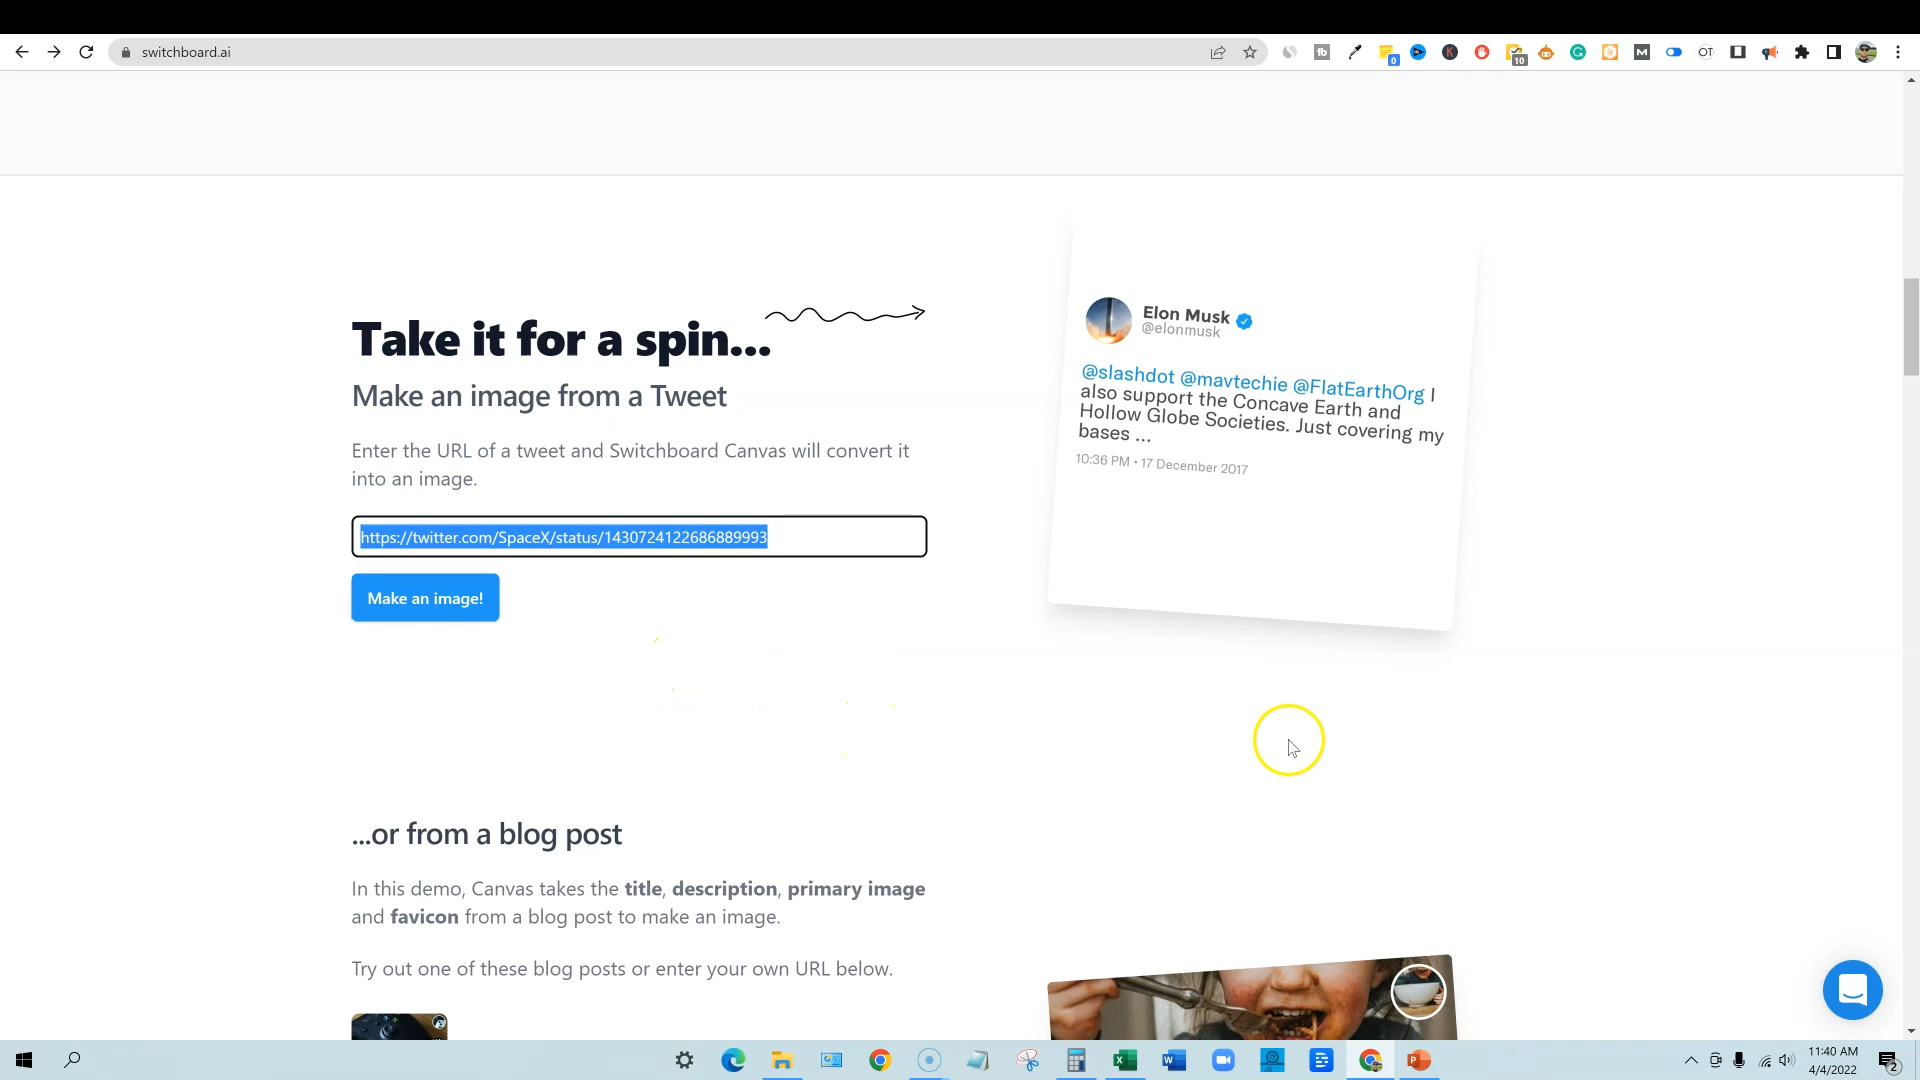 switchboard.ai
0
10
Take it for a spin...
Make an image from a Tweet
Enter the URL of a tweet and Switchboard Canvas will convert it
into an image.
https://twitter.com/SpaceX/status/1430724122686889993
Make an image!
Elon Musk
@elonmusk
@slashdot @mavtechie @FlatEarthOrg I
also support the Concave Earth and
Hollow Globe Societies. Just covering my
bases ...
10:36 PM • 17 December 2017
...or from a blog post
In this demo, Canvas takes the title, description, primary image
and favicon from a blog post to make an image.
Try out one of these blog posts or enter your own URL below.
11:40 AM
4/4/2022
2